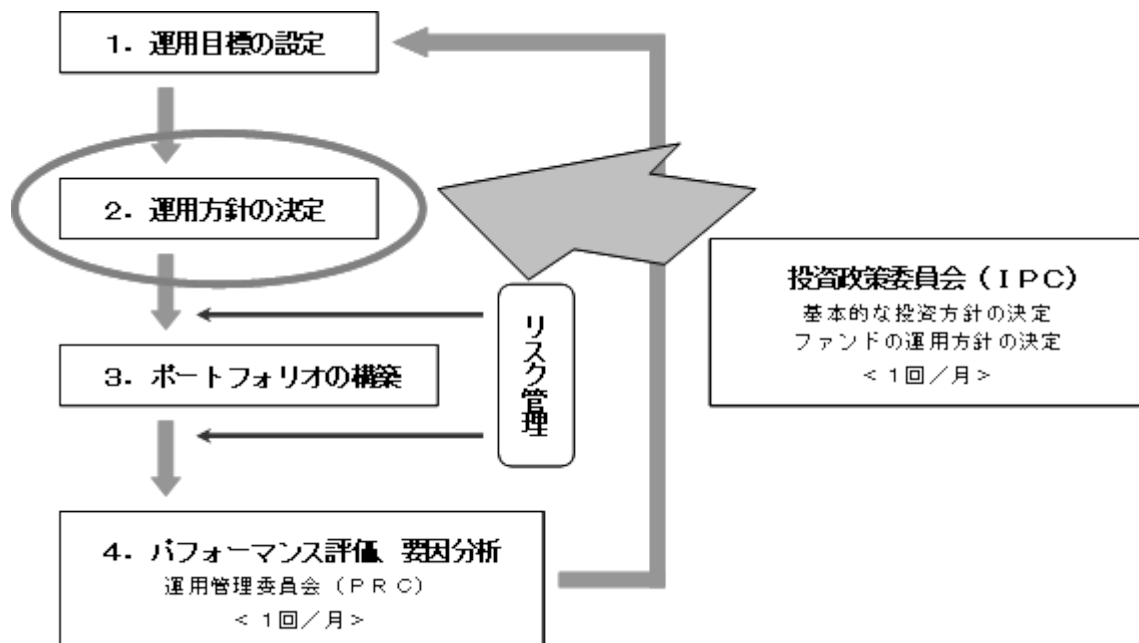 １．運用目標の設定
２．運用方針の決定
３．ポートフォリオの構築
４．パフォーマンス評価、要因分析
運用管理委員会（ＰＲＣ）
＜１回／月＞
リスク管理
投資政策委員会（ＩＰＣ）
基本的な投資方針の決定
ファンドの運用方針の決定
＜１回／月＞